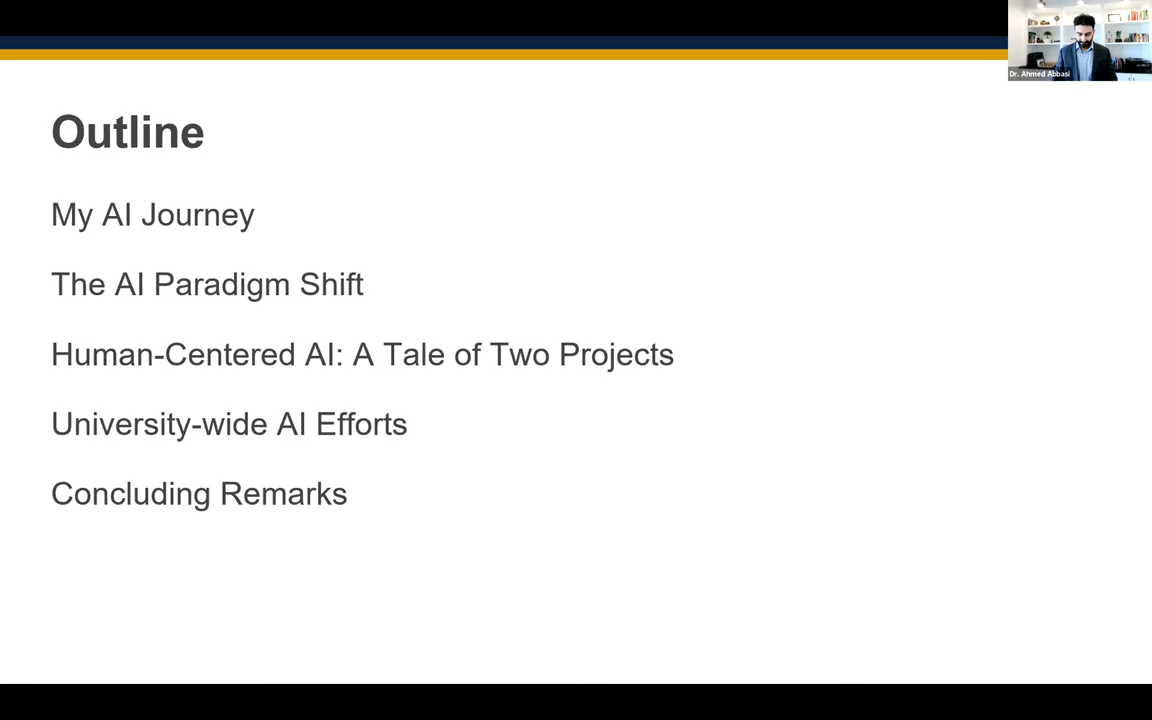 Dr. Ahmed Abbasi
Outline
My AI Journey
The AI Paradigm Shift
Human-Centered AI: A Tale of Two Projects
University-wide AI Efforts
Concluding Remarks